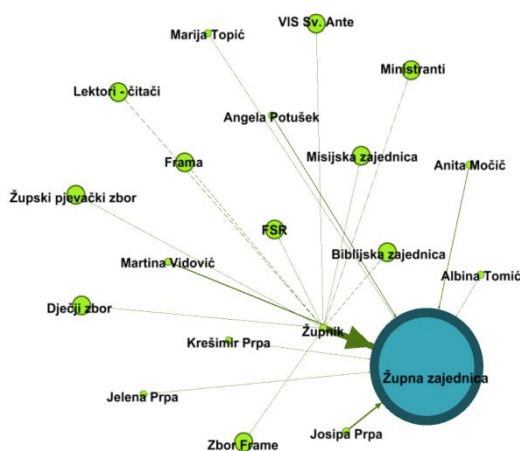 VIS Sv. Ante
Marija Topić
Ministranti
Lektori - čitači
Angela Potušek
Misijska zajednica
Frama
Anita Močič
Župski pjevački zbor
FSR
Biblijska zajednica
Martina Vidović
Albina Tomić
Dječji zbor
Župnik
Krešimir Prpa
Župna zajednica
Jelena Prpa
Josipa Prpa
Zbor Frame